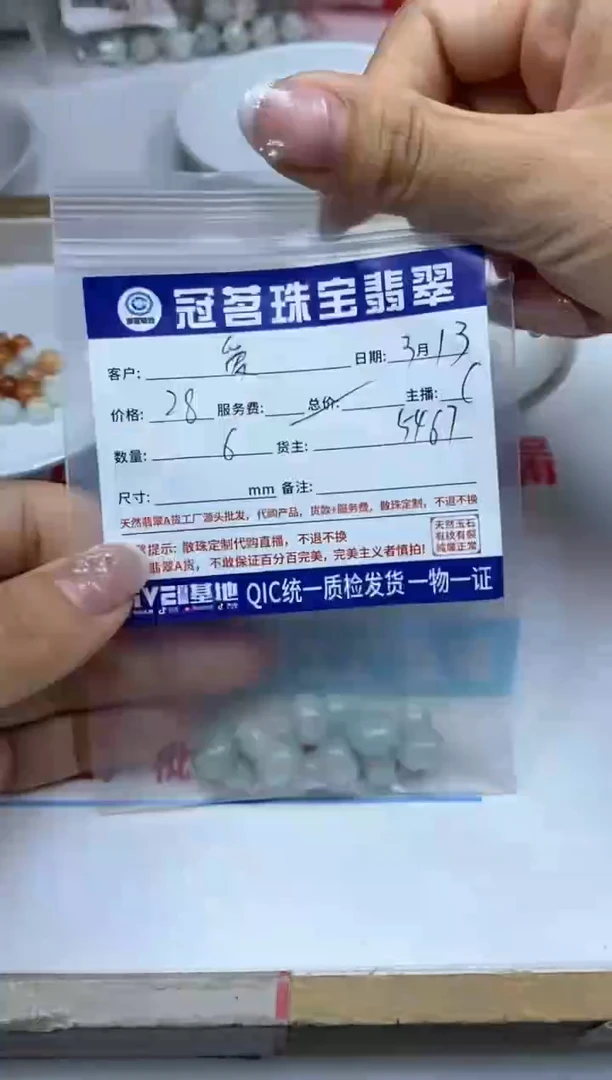 冠茗珠宝翡翠
客户: 日期: 3月13
价格: 28 服务费: 总价: 主播: C
数量: 6 货主: 5467
尺寸: mm 备注:
天然翡翠A货工厂源头批发，代购产品，货款+服务费，散珠定制，不退不换
提示: 散珠定制代购直播，不退不换
翡翠A货，不敢保证百分百完美，完美主义者慎拍!
天然玉石
有纹有裂
纯属正常
基地 QIC统一质检发货 一物一证
批